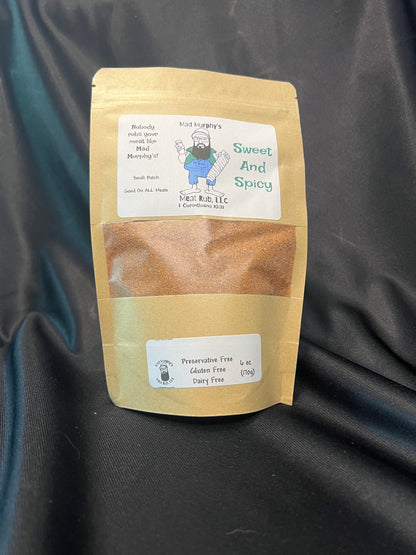 Mad Murphy's
Nobody
rubs your
meat like
Mad
Murphy's!
Small Batch
Good On ALL Meats
Sweet
And
Spicy
Meat Rub, LLC
1 Corinthians 10:31
Preservative Free
Gluten Free
Dairy Free
6 oz
(170g)